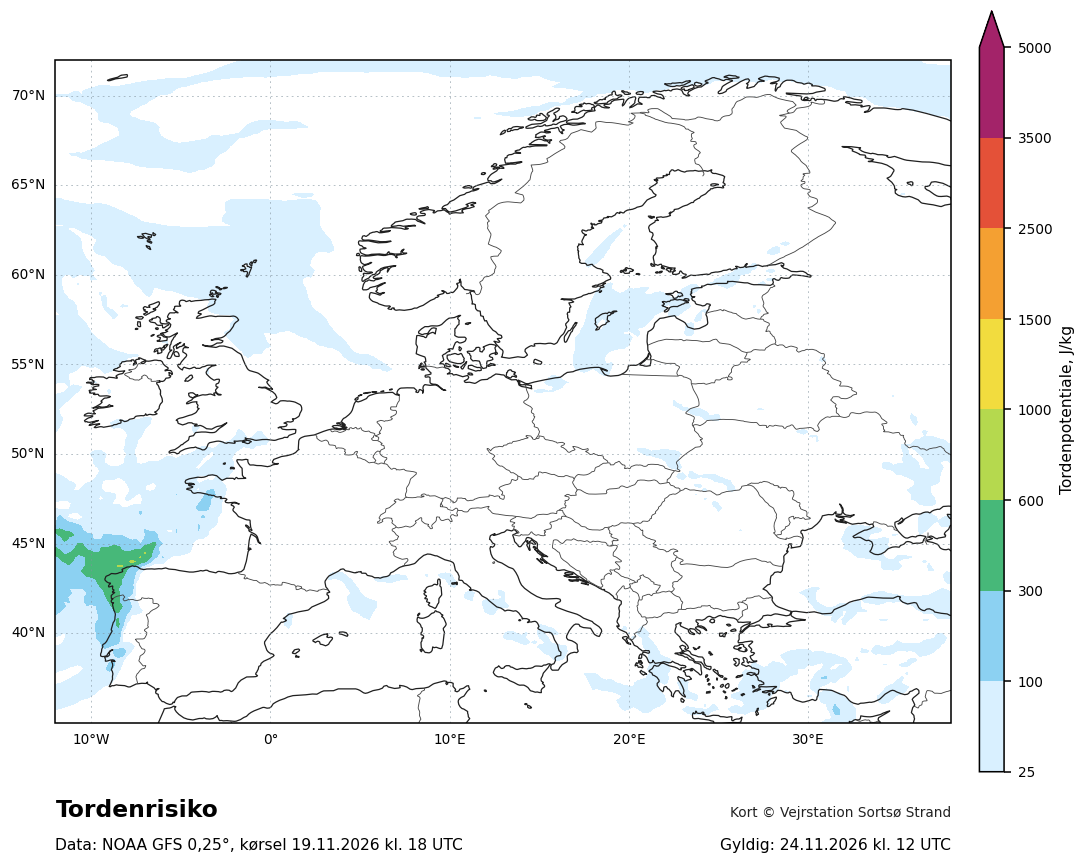 5000
3500
2500
1500
1000
600
300
100
25
Tordenpotentiale, J/kg
70°N
65°N
60°N
55°N
50°N
45°N
40°N
10°W
0°
10°E
20°E
30°E
Tordenrisiko
Kort © Vejrstation Sortsø Strand
Data: NOAA GFS 0,25°, kørsel 19.11.2026 kl. 18 UTC
Gyldig: 24.11.2026 kl. 12 UTC